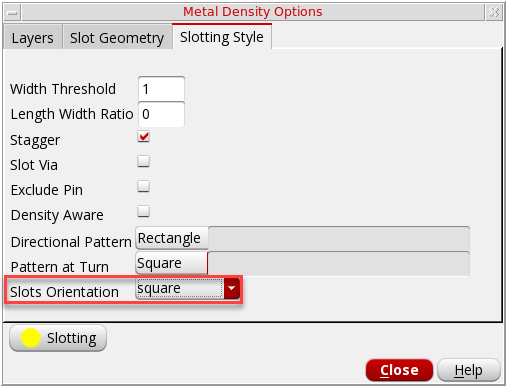 Metal Density Options
Layers Slot Geometry Slotting Style
Width Threshold 1
Length Width Ratio 0
Stagger
Slot Via
Exclude Pin
Density Aware
Directional Pattern Rectangle
Pattern at Turn Square
Slots Orientation square
Slotting
Close Help